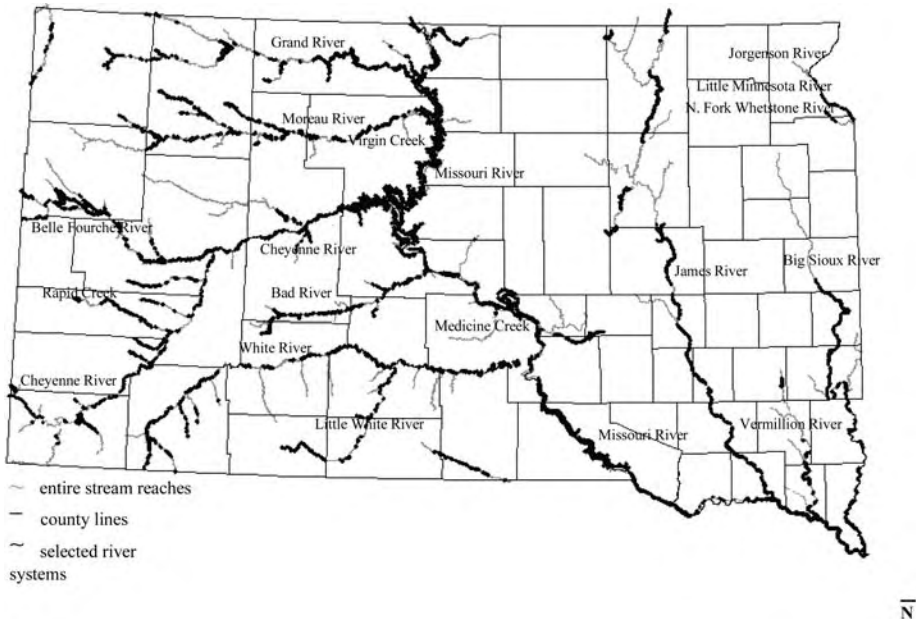 Grand River
Jorgenson River
Little Minnesota River
N. Fork Whetstone River
Moreau River
Virgin Creek
Missouri River
Belle Fourche River
Cheyenne River
James River
Big Sioux River
Rapid Creek
Bad River
Medicine Creek
White River
Cheyenne River
Little White River
Missouri River
Vermillion River
entire stream reaches
county lines
selected river
systems
N